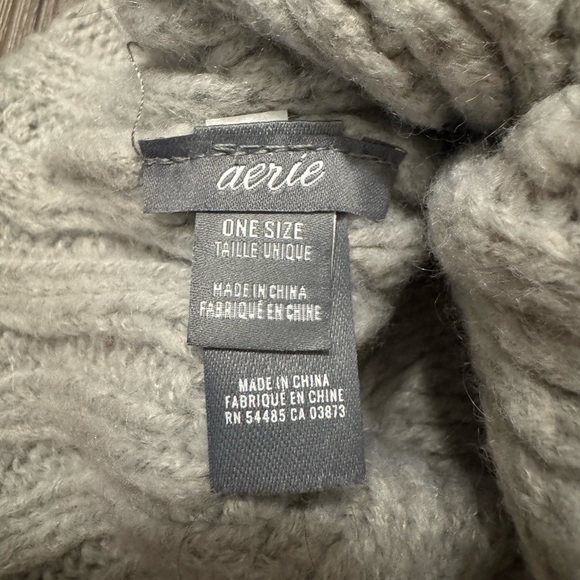 aerie
ONE SIZE
TAILLE UNIQUE
MADE IN CHINA
FABRIQUÉ EN CHINE
MADE IN CHINA
FABRIQUÉ EN CHINE
RN 54485 CA 03873